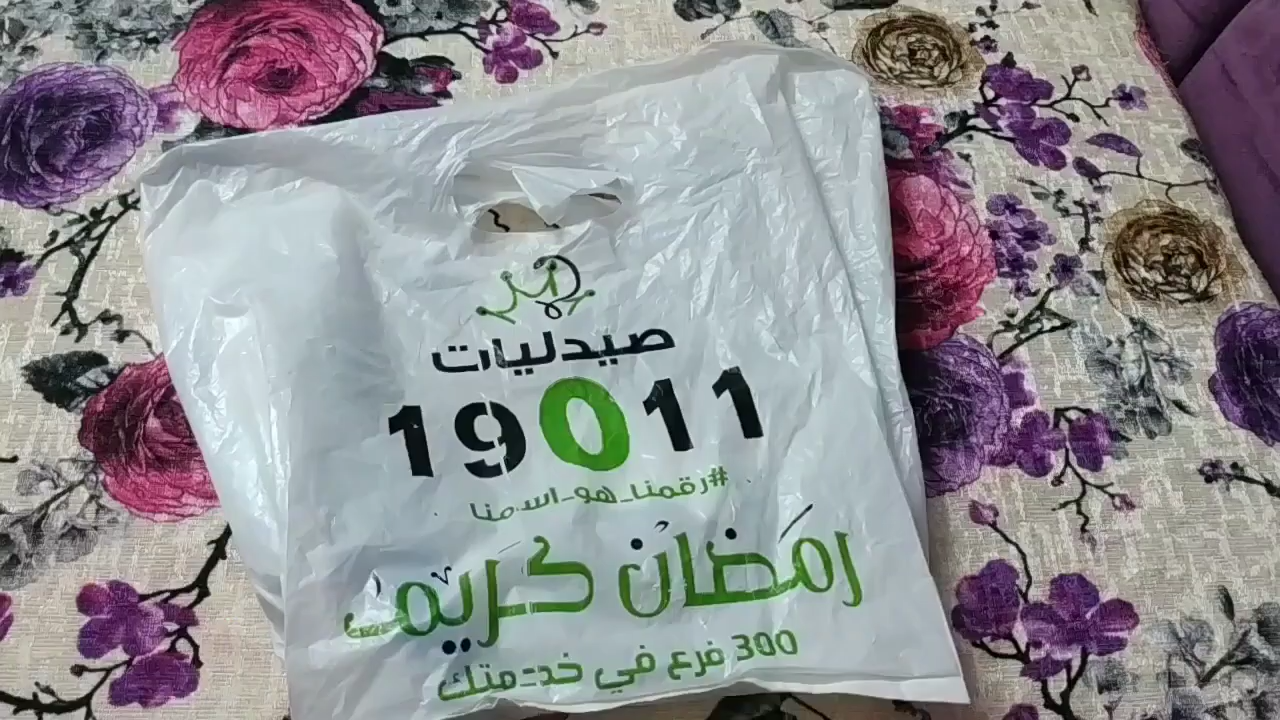 صيدليات
19011
#رقمنا_هو_اسمنا
رمضان كريم
300 فرع في خدمتك